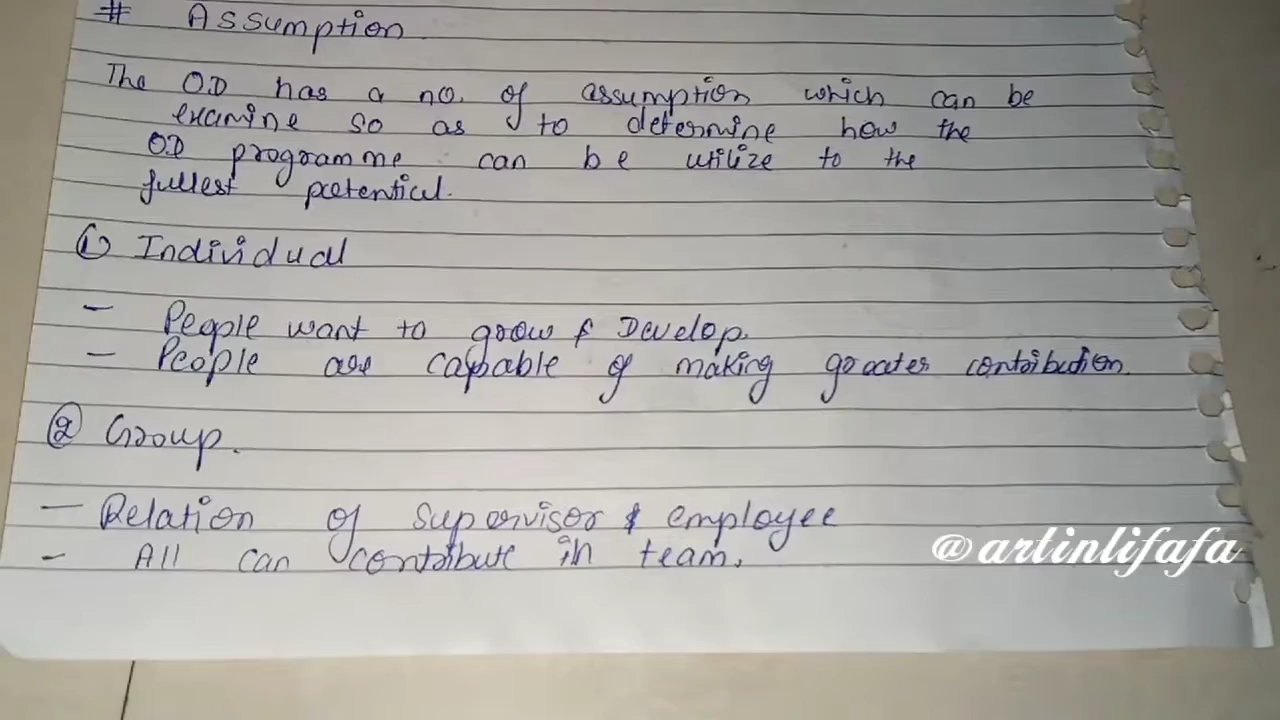 # Assumption
The O.D has a no. of assumption which can be
examine so as to determine how the
O.D programme can be utilize to the
fullest potential.
① Individual
- People want to grow & Develop.
- People are capable of making greater contribution.
② Group.
- Relation of supervisor & employee
- All can contribute in team.
@artinlifafa